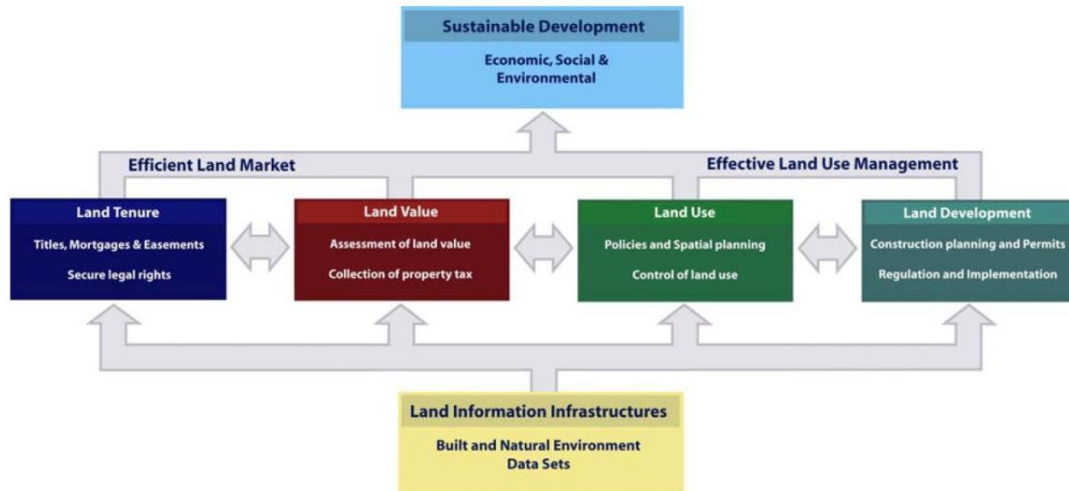 Sustainable Development
Economic, Social &
Environmental
Efficient Land Market
Effective Land Use Management
Land Tenure
Titles, Mortgages & Easements
Secure legal rights
Land Value
Assessment of land value
Collection of property tax
Land Use
Policies and Spatial planning
Control of land use
Land Development
Construction planning and Permits
Regulation and Implementation
Land Information Infrastructures
Built and Natural Environment
Data Sets